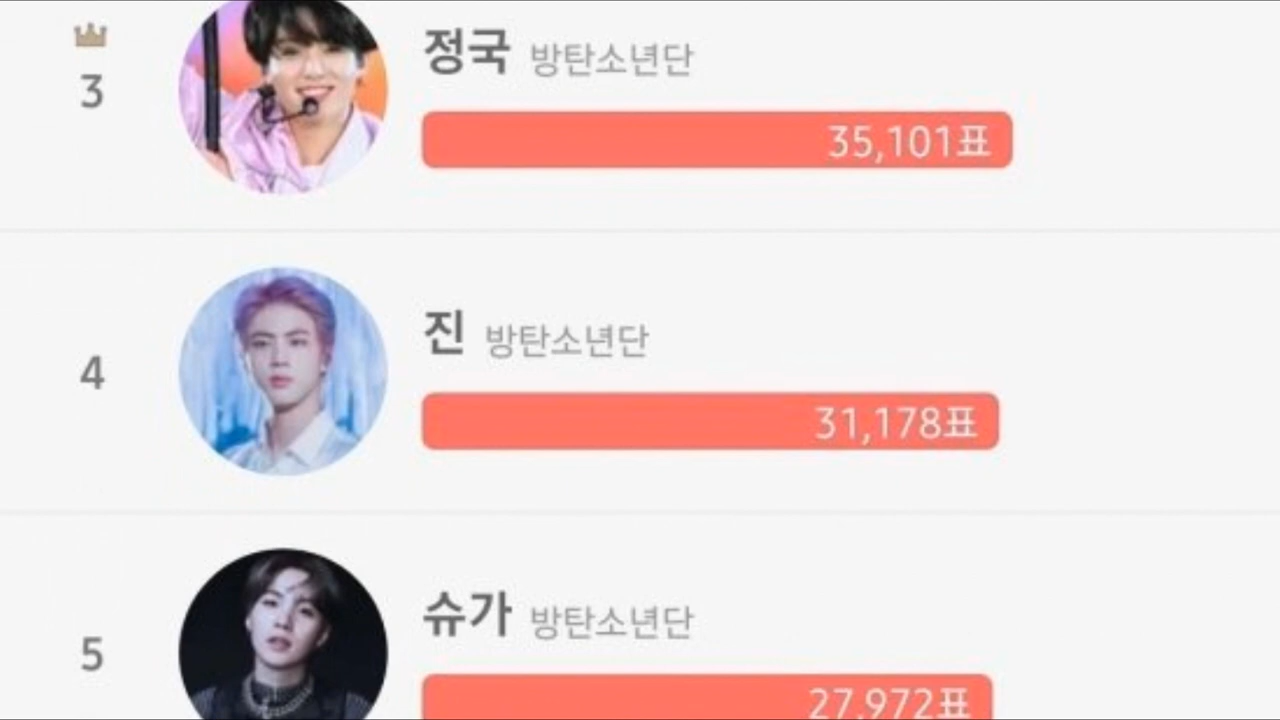 3
정국 방탄소년단
35,101표
4
진 방탄소년단
31,178표
5
슈가 방탄소년단
27,972표